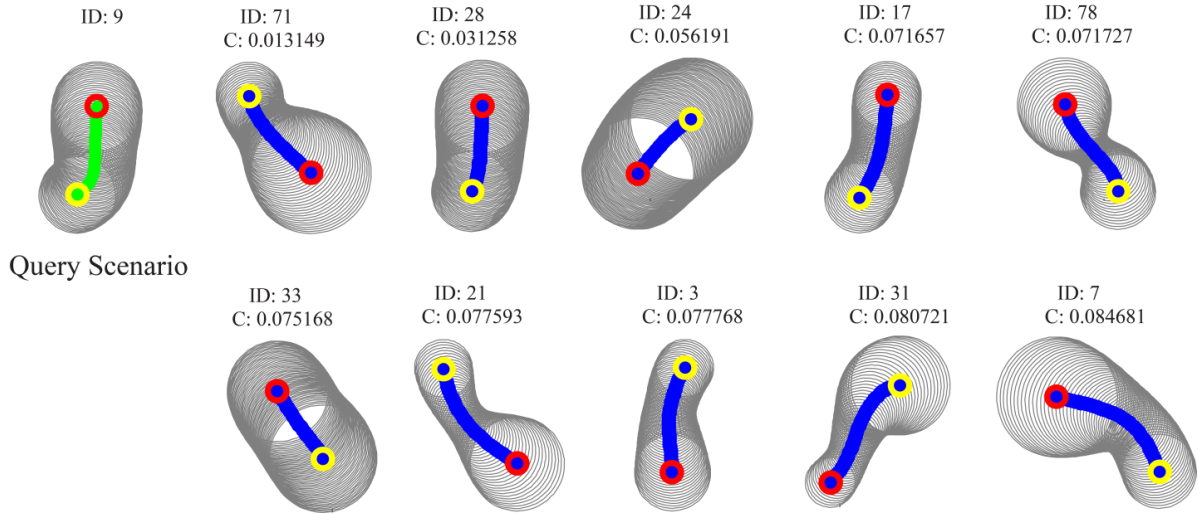 ID: 9
ID: 71
C: 0.013149
ID: 28
C: 0.031258
ID: 24
C: 0.056191
ID: 17
C: 0.071657
ID: 78
C: 0.071727
Query Scenario
ID: 33
C: 0.075168
ID: 21
C: 0.077593
ID: 3
C: 0.077768
ID: 31
C: 0.080721
ID: 7
C: 0.084681